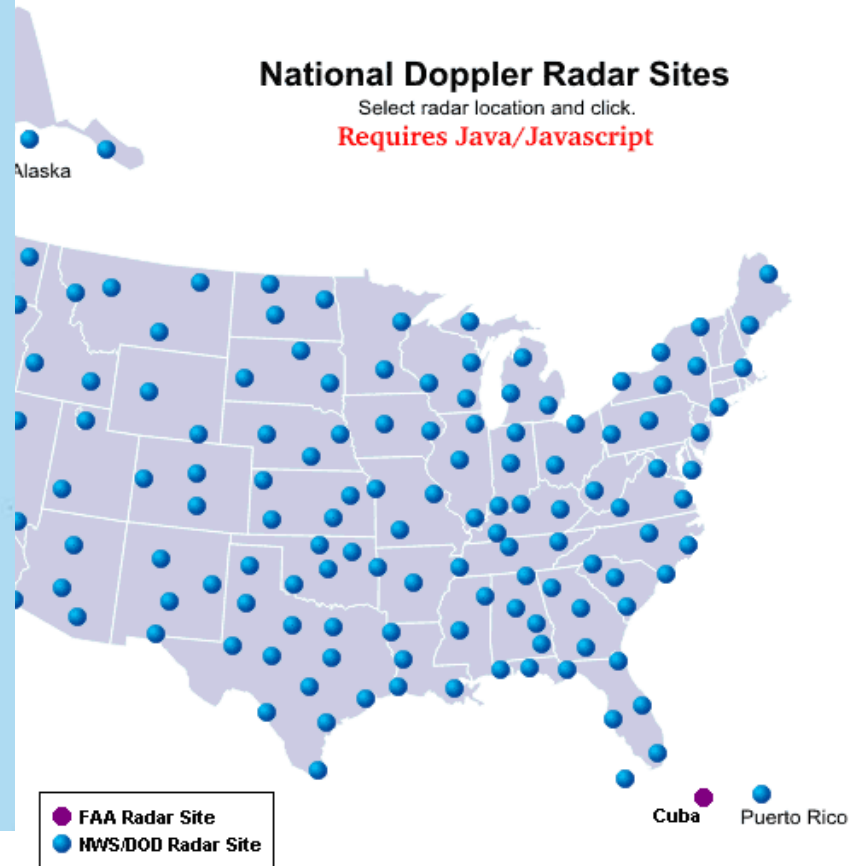 National Doppler Radar Sites
Select radar location and click.
Requires Java/Javascript
Alaska
Cuba
Puerto Rico
FAA Radar Site
NWS/DOD Radar Site